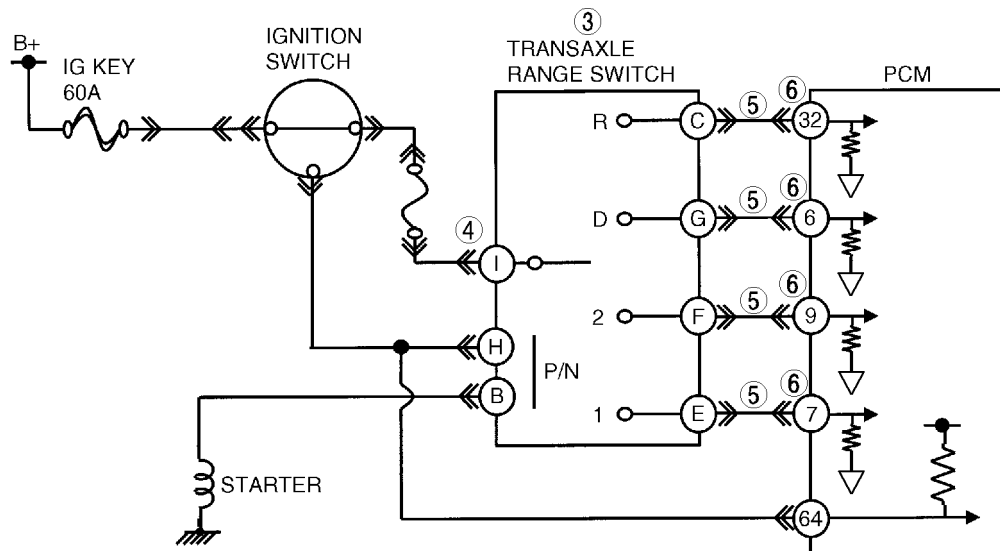 B+
IG KEY
60A
IGNITION
SWITCH
③
TRANSAXLE
RANGE SWITCH
PCM
R
C
⑤
⑥
32
D
G
⑤
⑥
6
④
I
2
F
⑤
⑥
9
H
P/N
B
1
E
⑤
⑥
7
STARTER
64